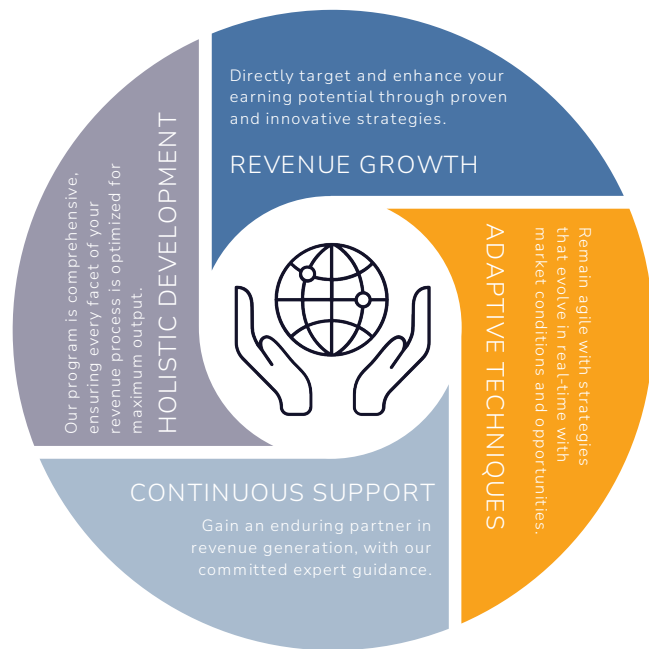 Directly target and enhance your
earning potential through proven
and innovative strategies.
REVENUE GROWTH
ADAPTIVE TECHNIQUES
Remain agile with strategies
that evolve in real-time with
market conditions and opportunities.
CONTINUOUS SUPPORT
Gain an enduring partner in
revenue generation, with our
committed expert guidance.
HOLISTIC DEVELOPMENT
Our program is comprehensive,
ensuring every facet of your
revenue process is optimized for
maximum output.